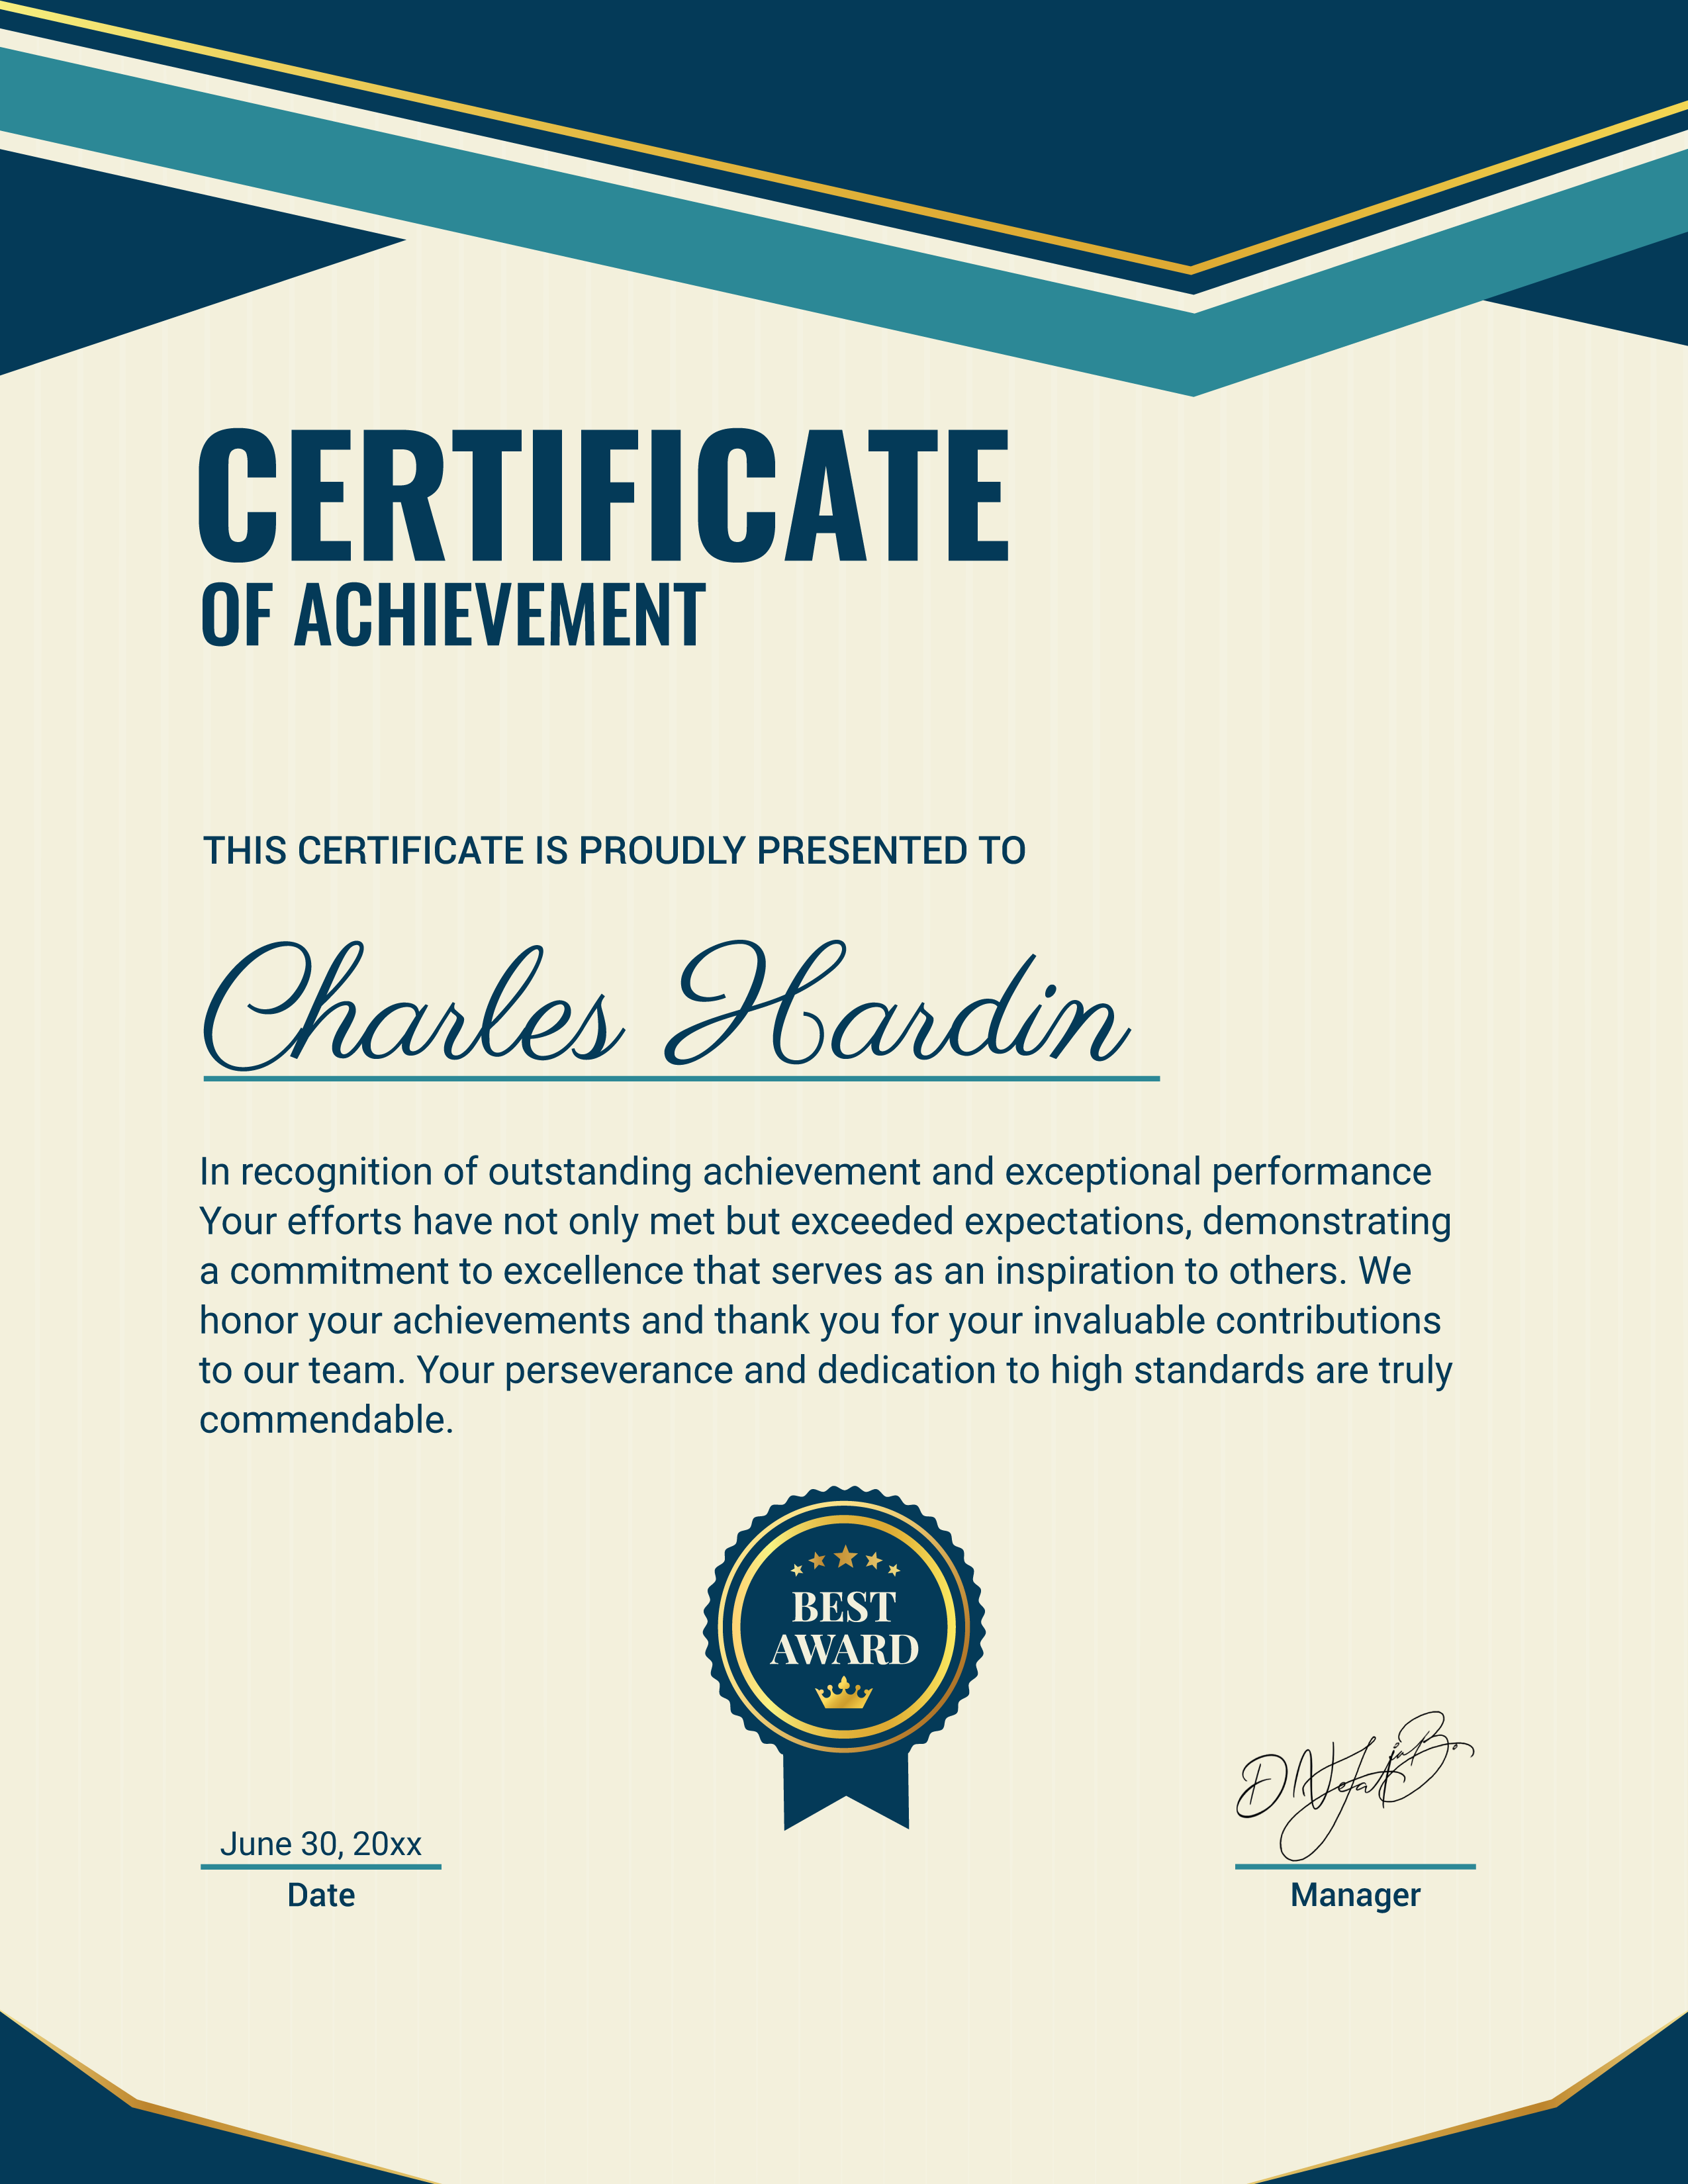 CERTIFICATE
OF ACHIEVEMENT
THIS CERTIFICATE IS PROUDLY PRESENTED TO
Charles Hardin
In recognition of outstanding achievement and exceptional performance
Your efforts have not only met but exceeded expectations, demonstrating
a commitment to excellence that serves as an inspiration to others. We
honor your achievements and thank you for your invaluable contributions
to our team. Your perseverance and dedication to high standards are truly
commendable.
BEST
AWARD
June 30, 20xx
Date
Manager